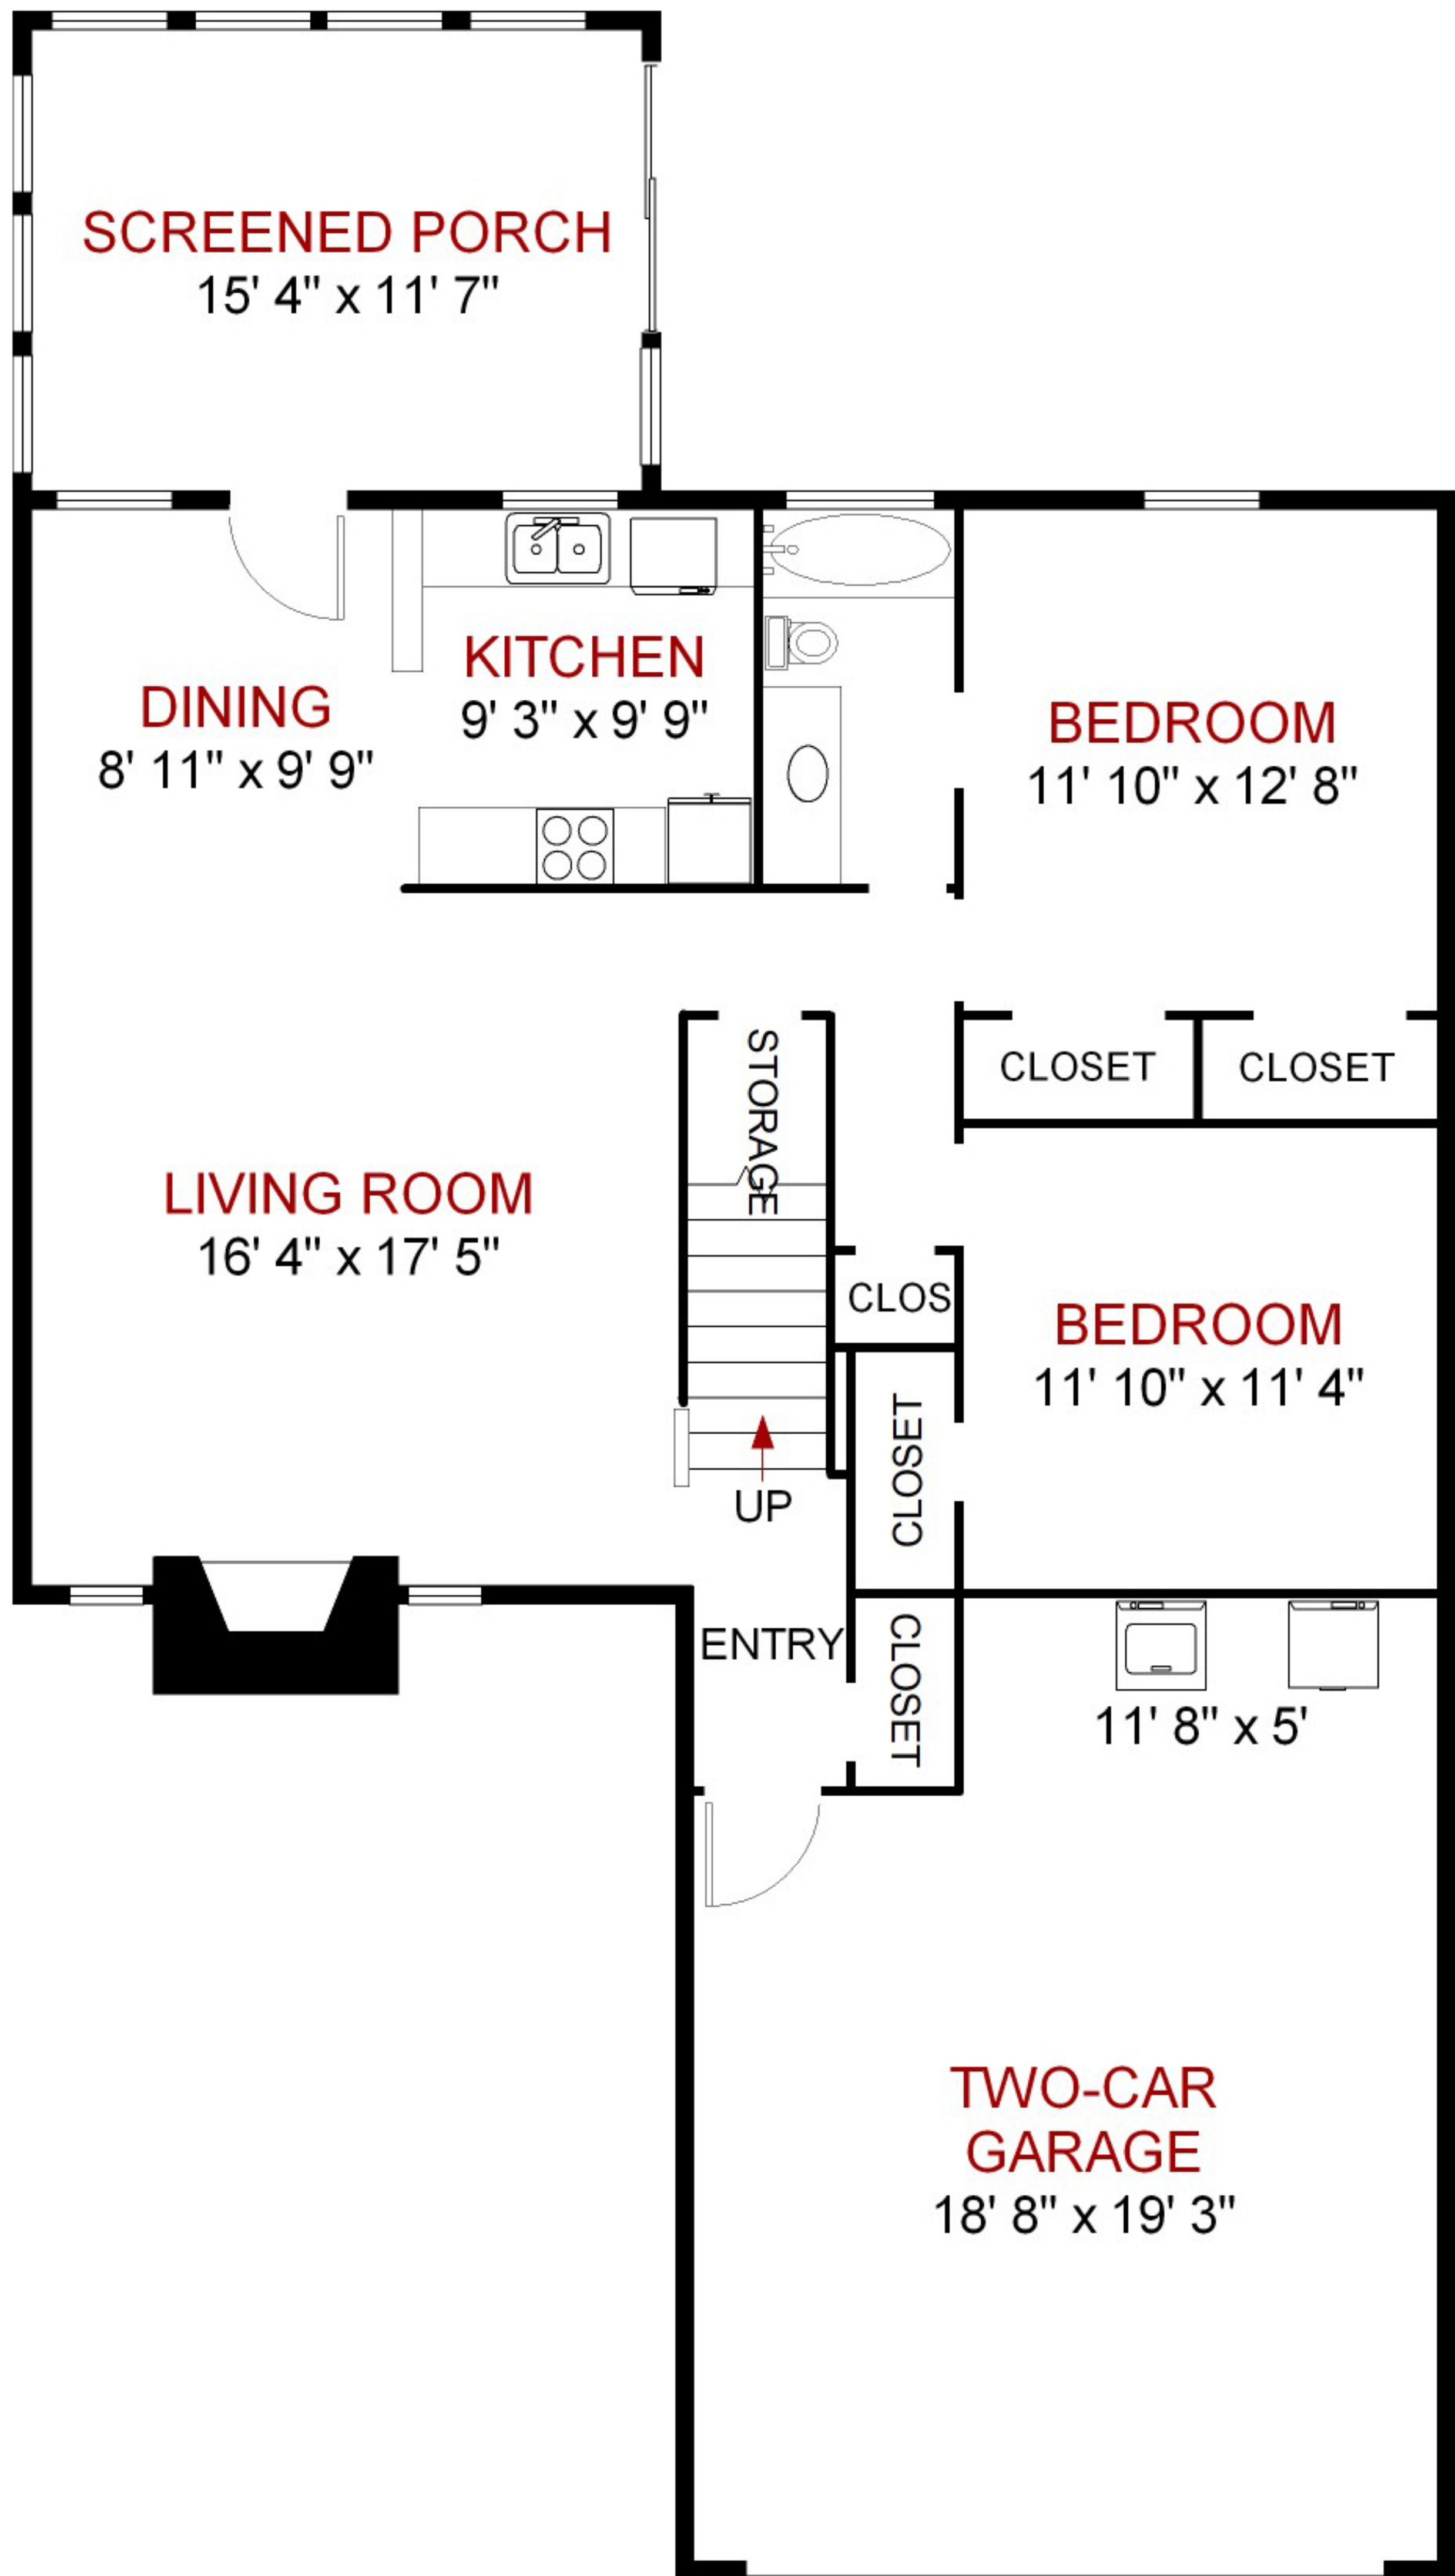 SCREENED PORCH
15' 4" x 11' 7"
KITCHEN
9' 3" x 9' 9"
DINING
8' 11" x 9' 9"
BEDROOM
11' 10" x 12' 8"
STORAGE
CLOSET
CLOSET
LIVING ROOM
16' 4" x 17' 5"
CLOS
BEDROOM
11' 10" x 11' 4"
CLOSET
UP
ENTRY
CLOSET
11' 8" x 5'
TWO-CAR
GARAGE
18' 8" x 19' 3"